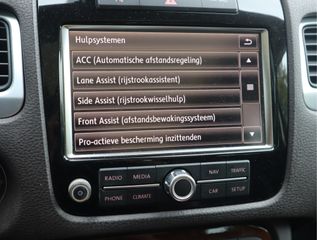 Hulpsystemen
ACC (Automatische afstandsregeling)
Lane Assist (rijstrookassistent)
Side Assist (rijstrookwisselhulp)
Front Assist (afstandsbewakingssysteem)
Pro-actieve bescherming inzittenden
RADIO MEDIA NAV TRAFFIC
PHONE CLIMATE CAR SETUP